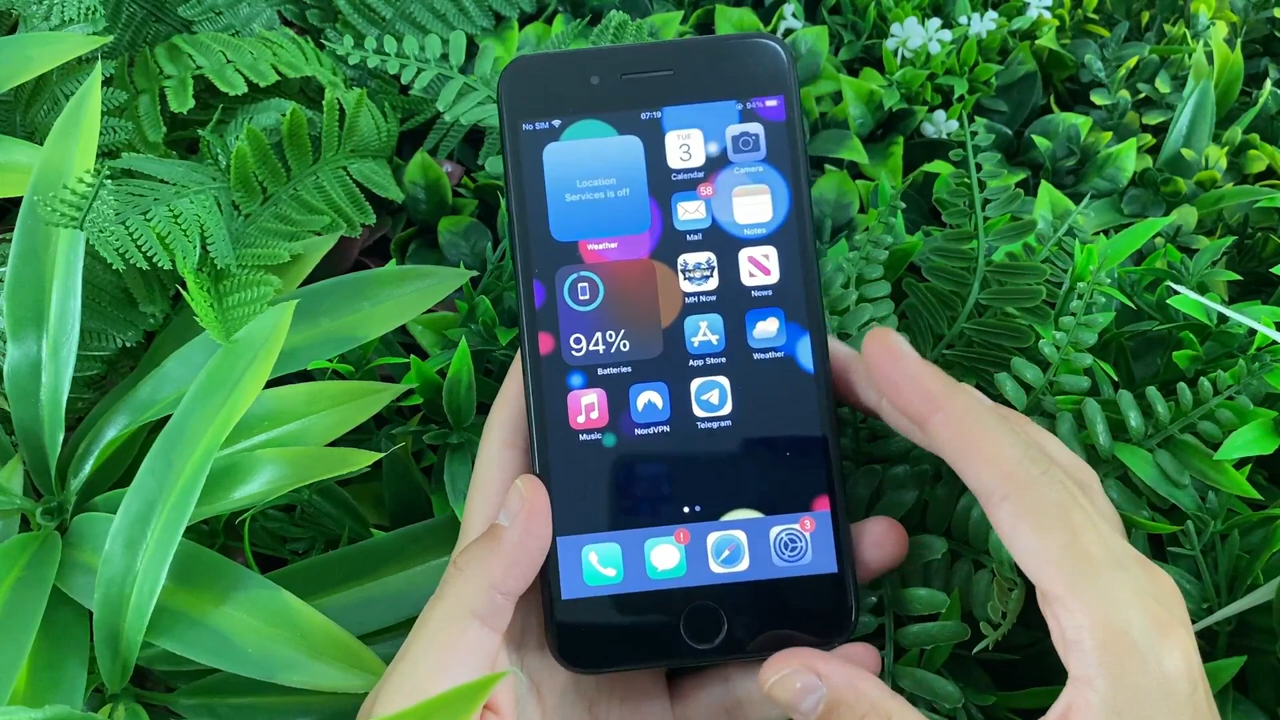 No SIM 07:19 94%
Location
Services is off
Weather
TUE
3
Calendar
Camera
58
Mail
Notes
94%
Batteries
NOW
MH Now
News
App Store
Weather
Music
NordVPN
Telegram
!
3